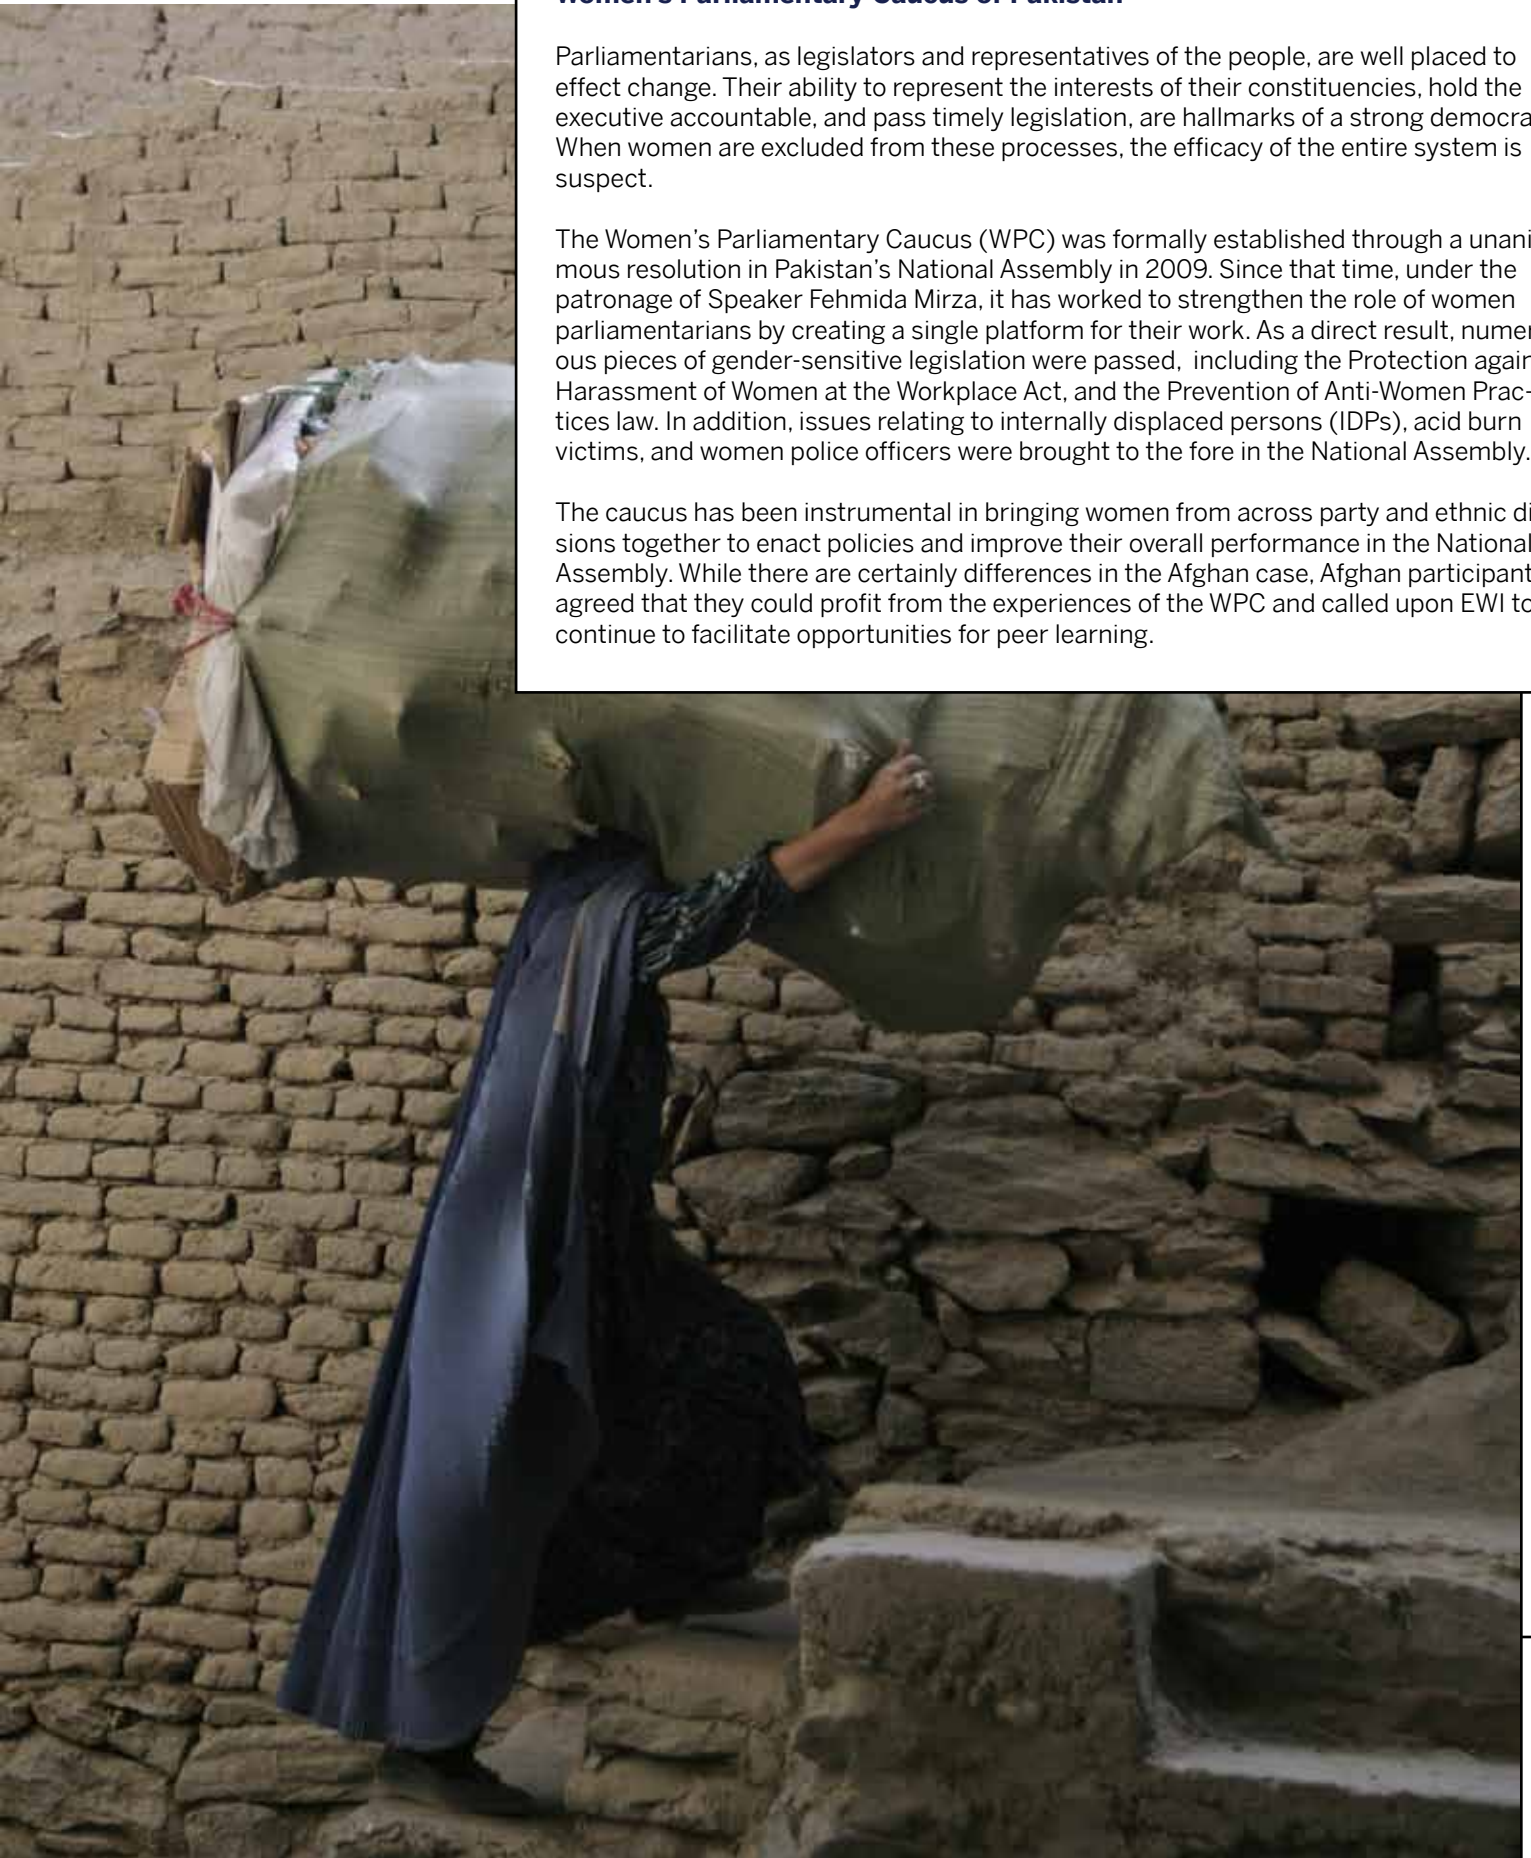 Women's Parliamentary Caucus of Pakistan
Parliamentarians, as legislators and representatives of the people, are well placed to
effect change. Their ability to represent the interests of their constituencies, hold the
executive accountable, and pass timely legislation, are hallmarks of a strong democra
When women are excluded from these processes, the efficacy of the entire system is
suspect.
The Women's Parliamentary Caucus (WPC) was formally established through a unani
mous resolution in Pakistan's National Assembly in 2009. Since that time, under the
patronage of Speaker Fehmida Mirza, it has worked to strengthen the role of women
parliamentarians by creating a single platform for their work. As a direct result, numer
ous pieces of gender-sensitive legislation were passed,  including the Protection again
Harassment of Women at the Workplace Act, and the Prevention of Anti-Women Prac-
tices law. In addition, issues relating to internally displaced persons (IDPs), acid burn
victims, and women police officers were brought to the fore in the National Assembly.
The caucus has been instrumental in bringing women from across party and ethnic di
sions together to enact policies and improve their overall performance in the National
Assembly. While there are certainly differences in the Afghan case, Afghan participant
agreed that they could profit from the experiences of the WPC and called upon EWI to
continue to facilitate opportunities for peer learning.